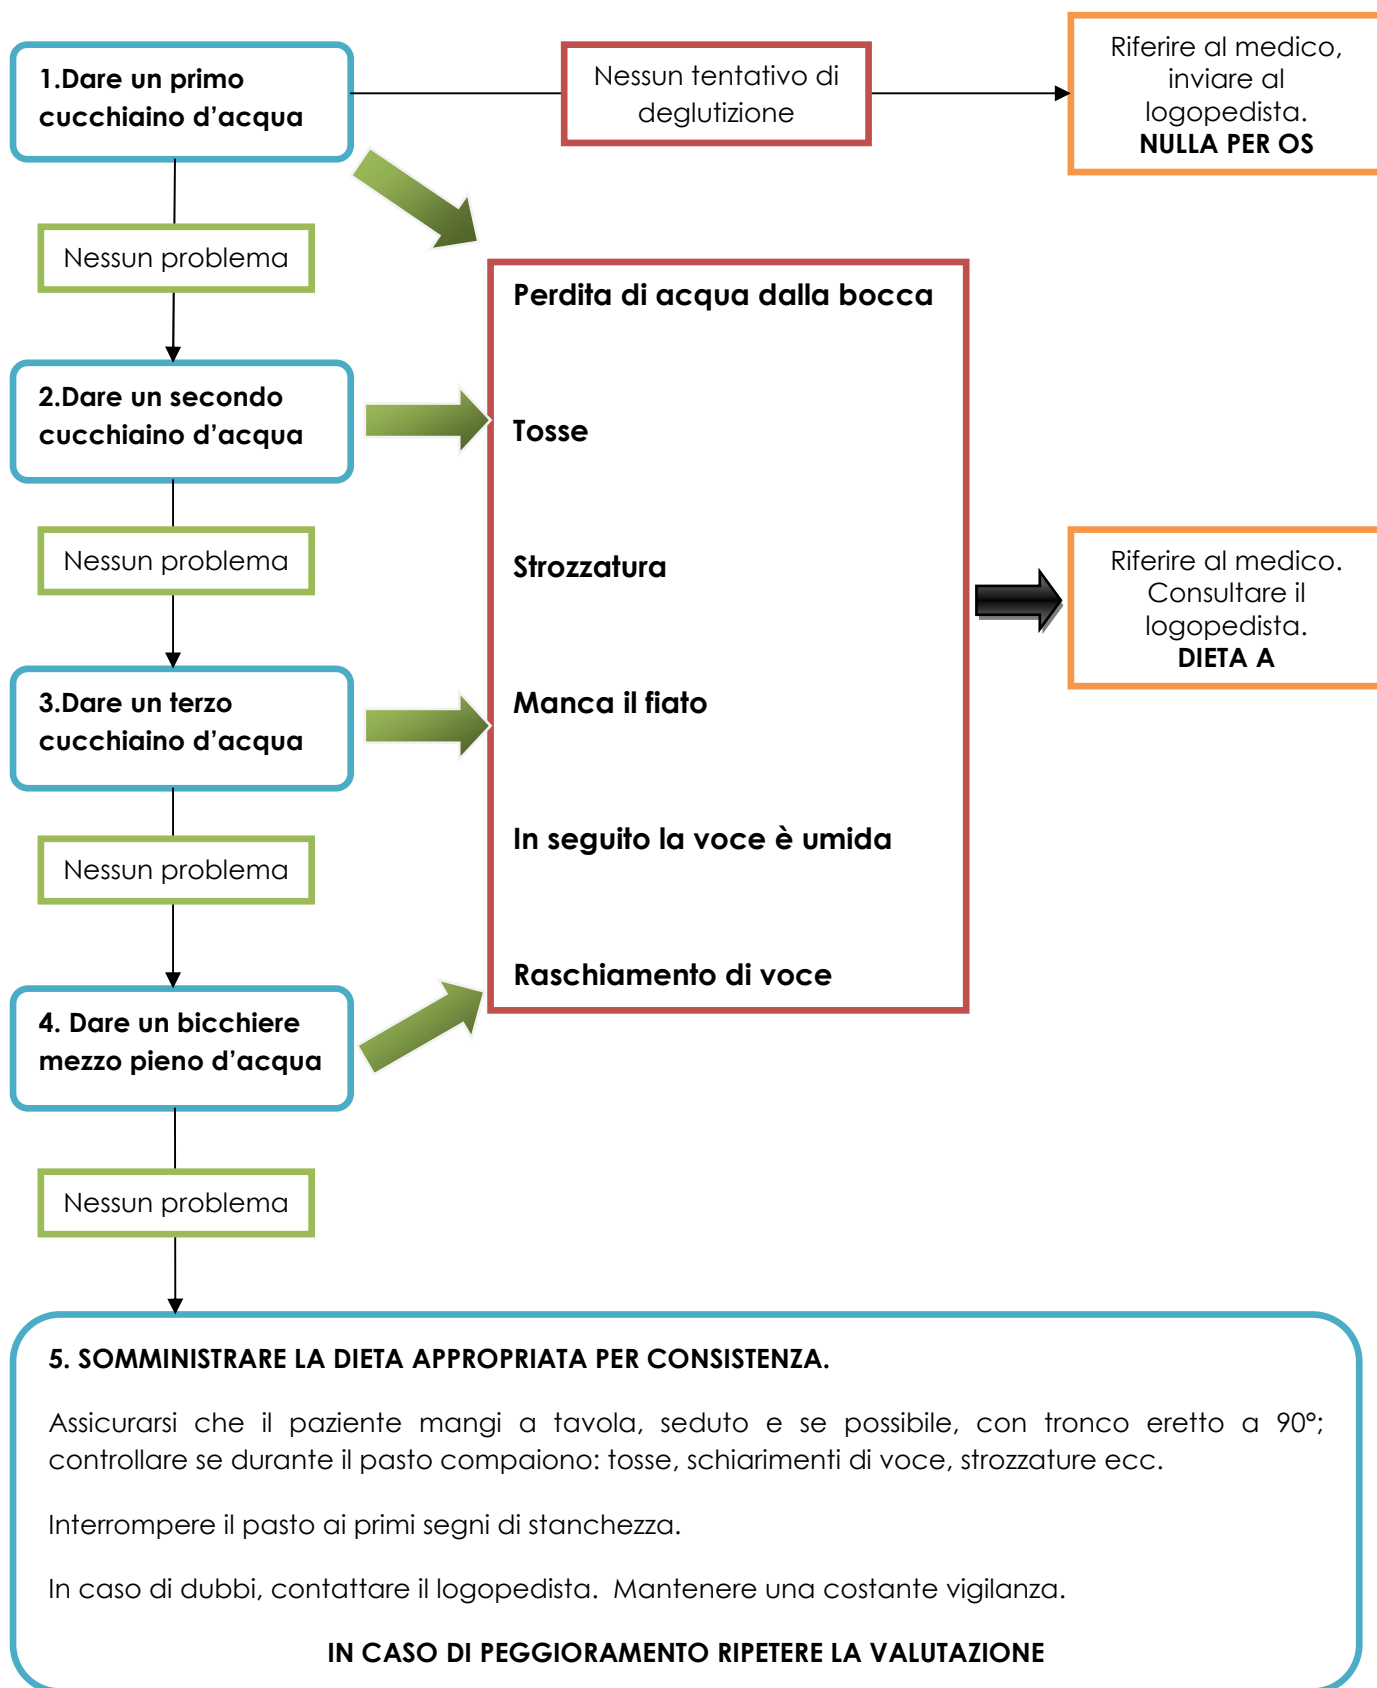 1.Dare un primo
cucchiaino d’acqua
Nessun tentativo di
deglutizione
Riferire al medico,
inviare al
logopedista.
NULLA PER OS
Nessun problema
Perdita di acqua dalla bocca
2.Dare un secondo
cucchiaino d’acqua
Tosse
Nessun problema
Strozzatura
Riferire al medico.
Consultare il
logopedista.
DIETA A
3.Dare un terzo
cucchiaino d’acqua
Manca il fiato
Nessun problema
In seguito la voce è umida
Raschiamento di voce
4. Dare un bicchiere
mezzo pieno d’acqua
Nessun problema
5. SOMMINISTRARE LA DIETA APPROPRIATA PER CONSISTENZA.
Assicurarsi che il paziente mangi a tavola, seduto e se possibile, con tronco eretto a 90°;
controllare se durante il pasto compaiono: tosse, schiarimenti di voce, strozzature ecc.
Interrompere il pasto ai primi segni di stanchezza.
In caso di dubbi, contattare il logopedista.  Mantenere una costante vigilanza.
IN CASO DI PEGGIORAMENTO RIPETERE LA VALUTAZIONE